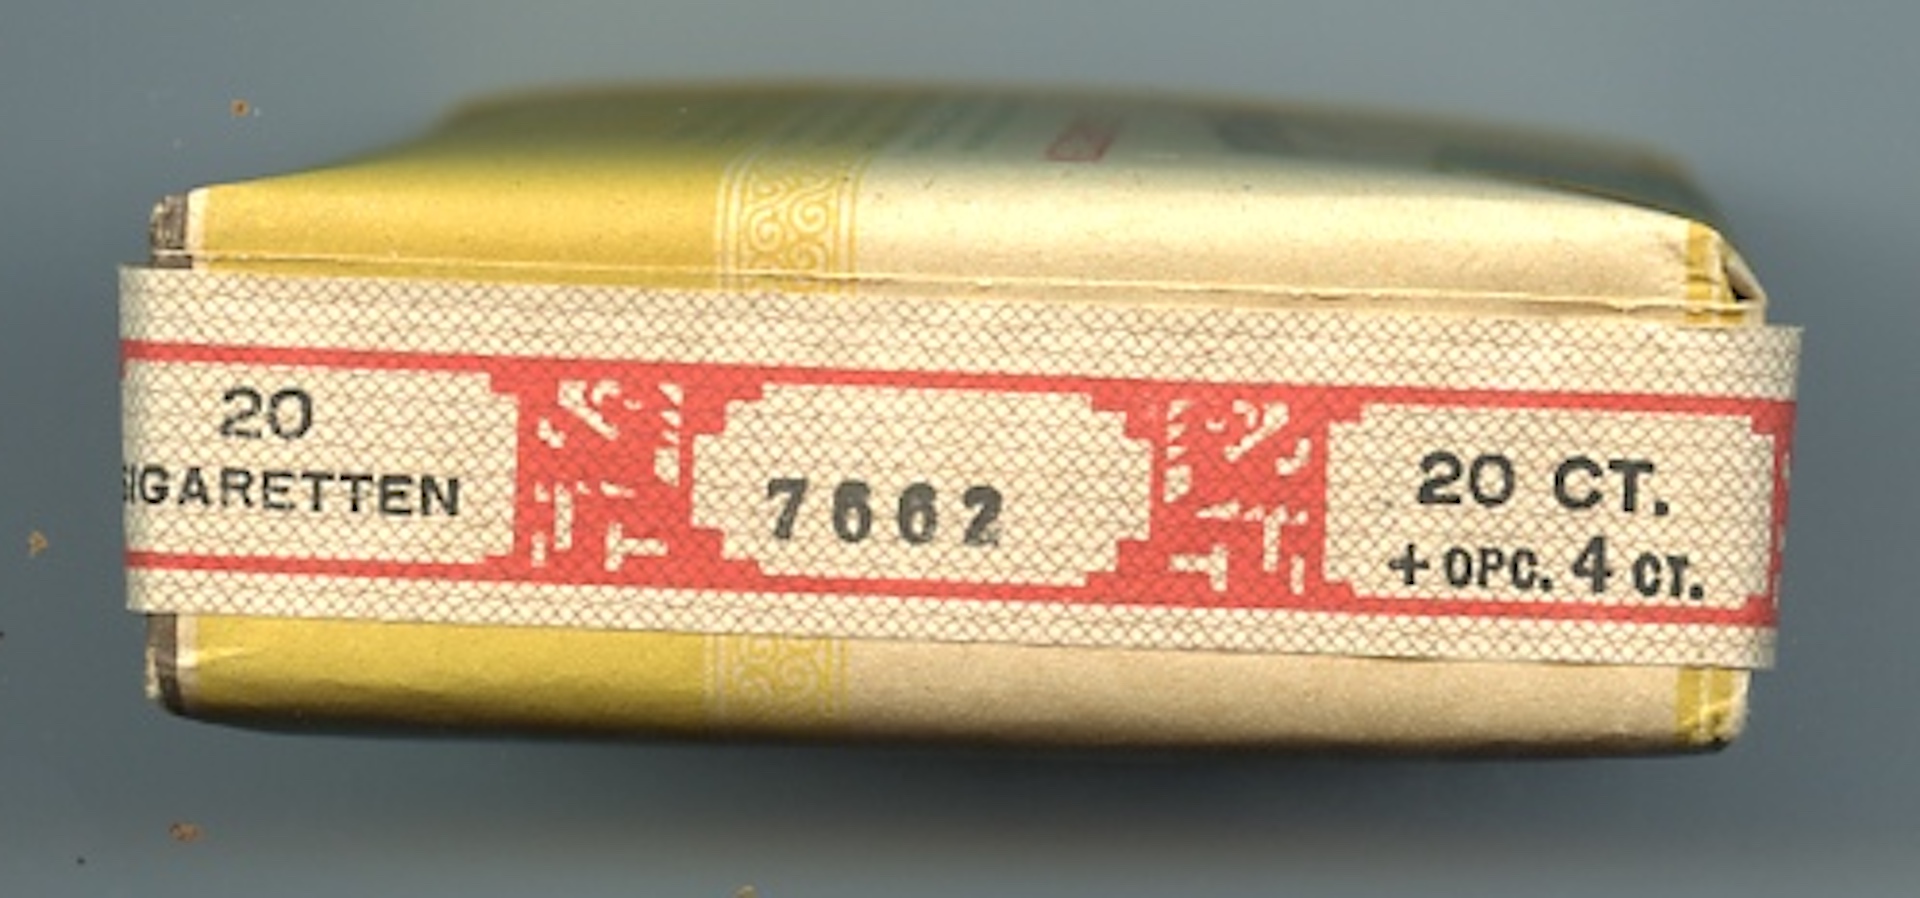 20
SIGARETTEN
7662
20 CT.
+ OPC. 4 CT.